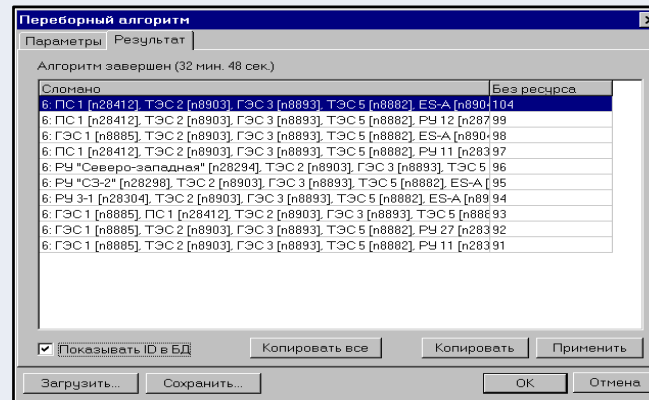 Переборный алгоритм
Параметры Результат
Алгоритм завершен (32 мин. 48 сек.)
Сломано Без ресурса
6: ПС 1 [n28412], ТЭС 2 [n8903], ГЭС 3 [n8893], ТЭС 5 [n8882], ES-A [n890 104
6: ПС 1 [n28412], ТЭС 2 [n8903], ГЭС 3 [n8893], ТЭС 5 [n8882], РУ 12 [n287 99
6: ГЭС 1 [n8885], ТЭС 2 [n8903], ГЭС 3 [n8893], ТЭС 5 [n8882], ES-A [n890 98
6: ПС 1 [n28412], ТЭС 2 [n8903], ГЭС 3 [n8893], ТЭС 5 [n8882], РУ 11 [n283 97
6: РУ "Северо-западная" [n28294], ТЭС 2 [n8903], ГЭС 3 [n8893], ТЭС 5 96
6: РУ "СЗ-2" [n28298], ТЭС 2 [n8903], ГЭС 3 [n8893], ТЭС 5 [n8882], ES-A [ 95
6: РУ 3-1 [n28304], ТЭС 2 [n8903], ГЭС 3 [n8893], ТЭС 5 [n8882], ES-A [n89 94
6: ГЭС 1 [n8885], ПС 1 [n28412], ТЭС 2 [n8903], ГЭС 3 [n8893], ТЭС 5 [n888 93
6: ГЭС 1 [n8885], ТЭС 2 [n8903], ГЭС 3 [n8893], ТЭС 5 [n8882], РУ 27 [n283 92
6: ГЭС 1 [n8885], ТЭС 2 [n8903], ГЭС 3 [n8893], ТЭС 5 [n8882], РУ 11 [n283 91
Показывать ID в БД Копировать все Копировать Применить
Загрузить... Сохранить... OK Отмена